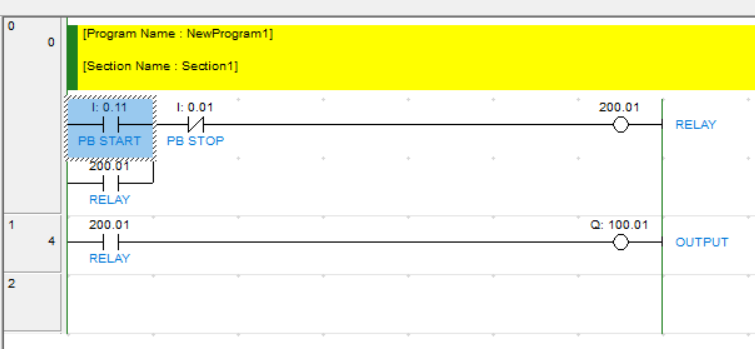 0
0
[Program Name : NewProgram1]
[Section Name : Section1]
I: 0.11 I: 0.01 200.01
RELAY
PB START PB STOP
200.01
RELAY
1
4
200.01 Q: 100.01
OUTPUT
RELAY
2